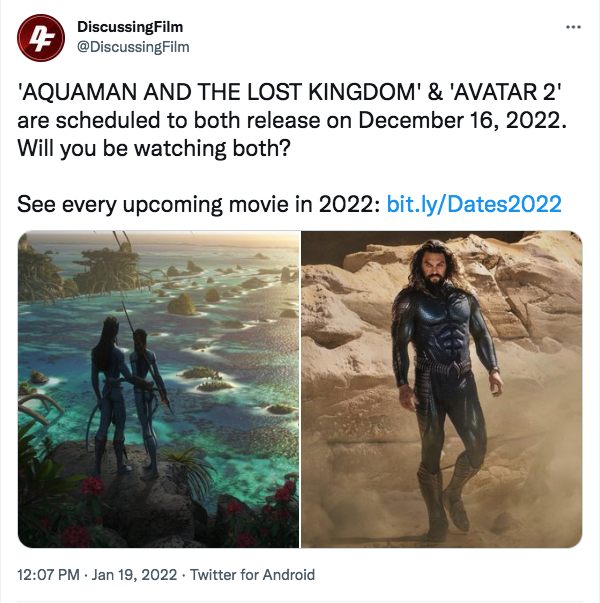 DiscussingFilm
@DiscussingFilm
'AQUAMAN AND THE LOST KINGDOM' & 'AVATAR 2'
are scheduled to both release on December 16, 2022.
Will you be watching both?
See every upcoming movie in 2022: bit.ly/Dates2022
12:07 PM · Jan 19, 2022 · Twitter for Android